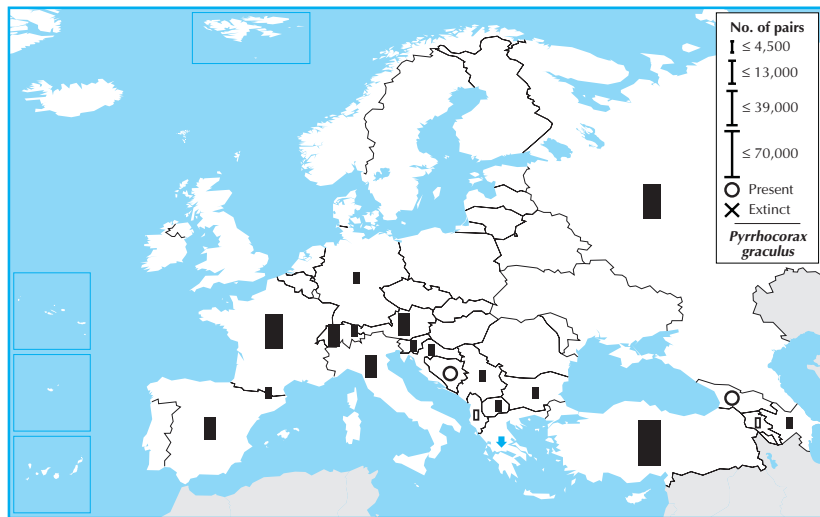 No. of pairs
≤ 4,500
≤ 13,000
≤ 39,000
≤ 70,000
Present
Extinct
Pyrrhocorax
graculus